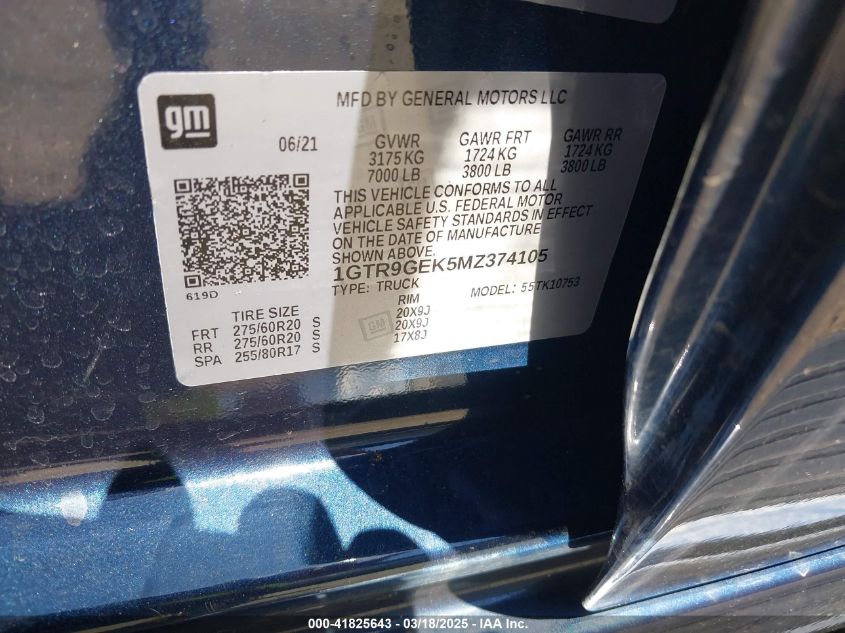 gm
MFD BY GENERAL MOTORS LLC
06/21
GVWR GAWR FRT GAWR RR
3175 KG 1724 KG 1724 KG
7000 LB 3800 LB 3800 LB
THIS VEHICLE CONFORMS TO ALL
APPLICABLE U.S. FEDERAL MOTOR
VEHICLE SAFETY STANDARDS IN EFFECT
ON THE DATE OF MANUFACTURE
SHOWN ABOVE.
1GTR9GEK5MZ374105
TYPE: TRUCK MODEL: 55TK10753
619D
TIRE SIZE RIM
FRT 275/60R20 S 20X9J
RR 275/60R20 S GM 20X9J
SPA 255/80R17 S 17X8J
000-41825643 - 03/18/2025 - IAA Inc.